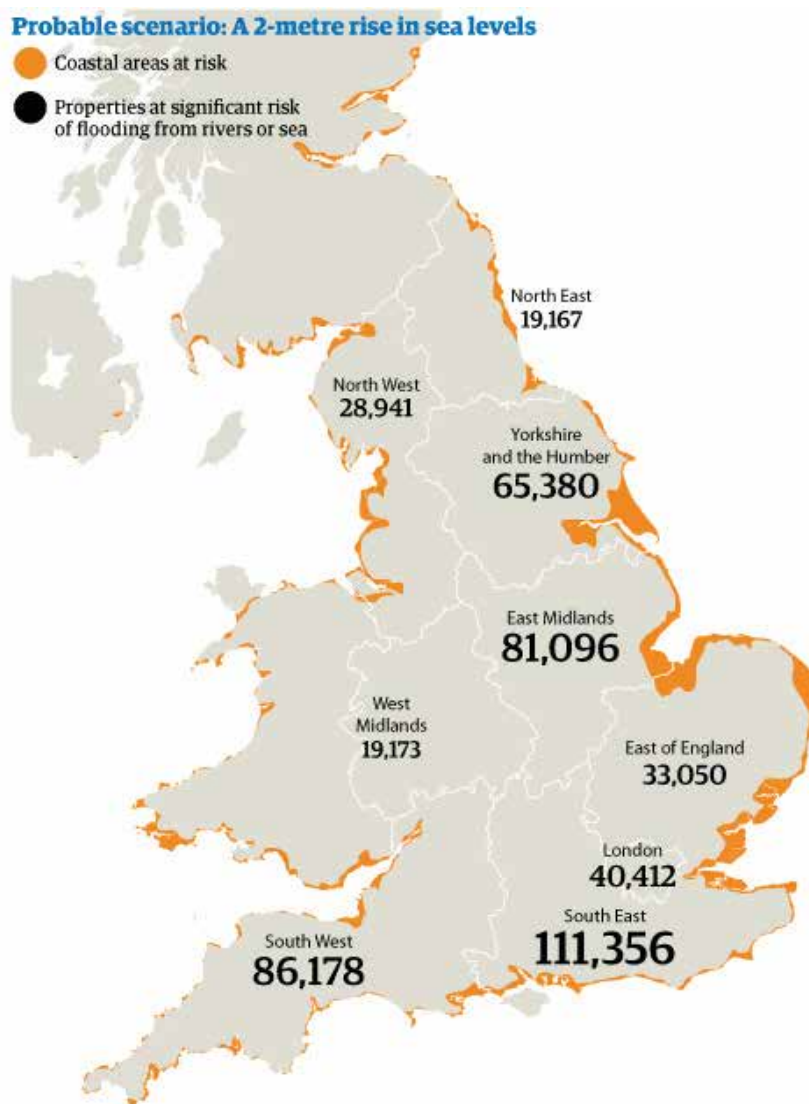 Probable scenario: A 2-metre rise in sea levels
Coastal areas at risk
Properties at significant risk
of flooding from rivers or sea
North East
19,167
North West
28,941
Yorkshire
and the Humber
65,380
East Midlands
81,096
West
Midlands
19,173
East of England
33,050
London
40,412
South East
111,356
South West
86,178